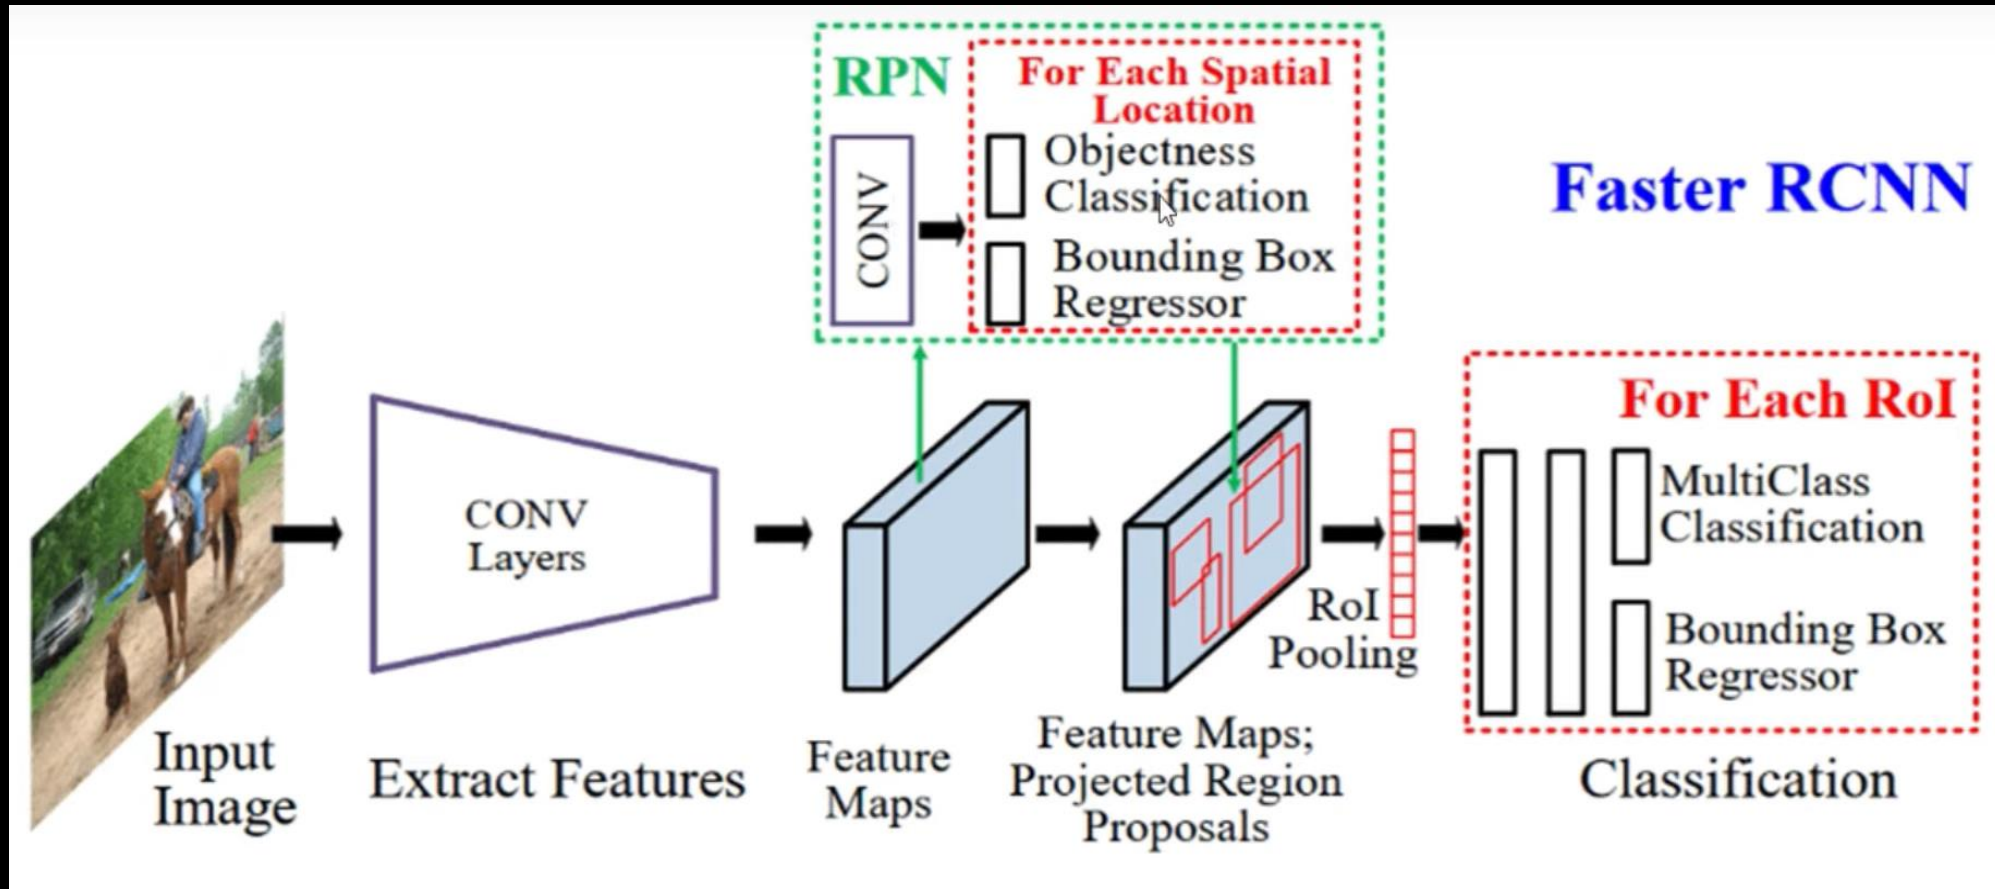 RPN
For Each Spatial
Location
CONV
Objectness
Classification
Bounding Box
Regressor
Faster RCNN
CONV
Layers
RoI
Pooling
For Each RoI
MultiClass
Classification
Bounding Box
Regressor
Input
Image
Extract Features
Feature
Maps
Feature Maps;
Projected Region
Proposals
Classification